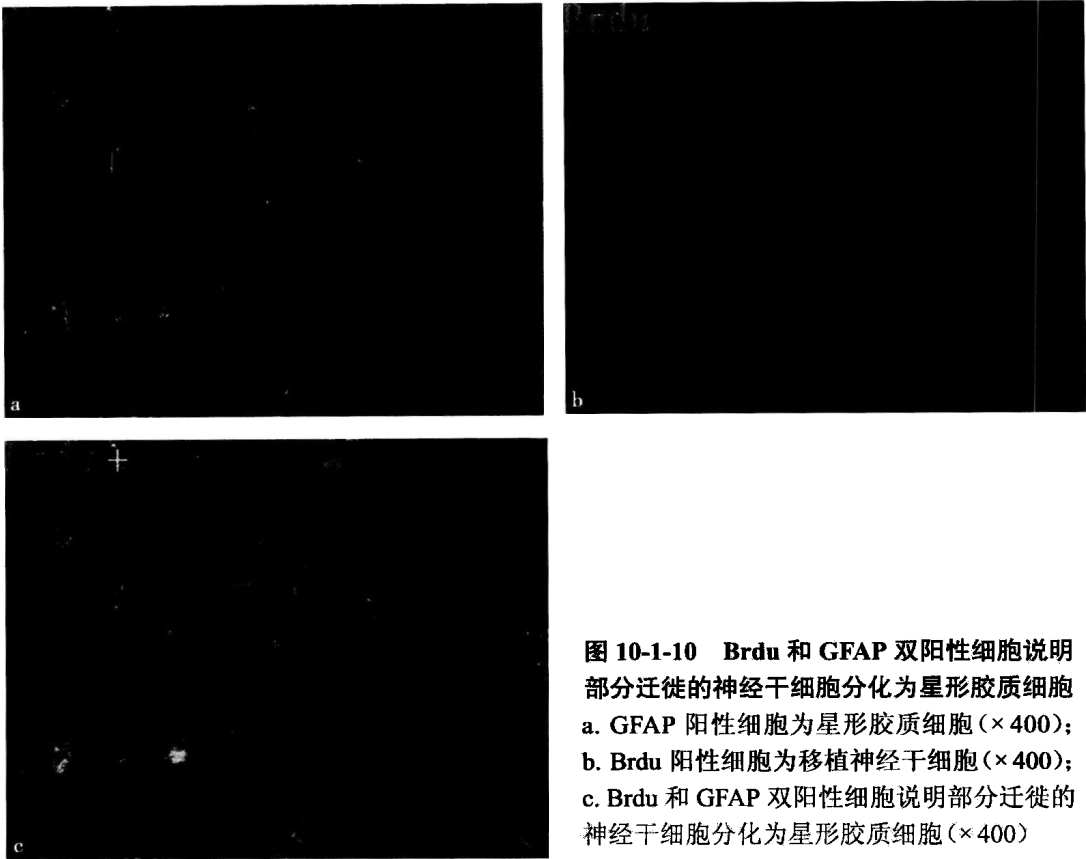 Brdu
a
b
c
图 10-1-10 Brdu 和 GFAP 双阳性细胞说明
部分迁徙的神经干细胞分化为星形胶质细胞
a. GFAP 阳性细胞为星形胶质细胞(×400);
b. Brdu 阳性细胞为移植神经干细胞(×400);
c. Brdu 和 GFAP 双阳性细胞说明部分迁徙的
神经干细胞分化为星形胶质细胞(×400)